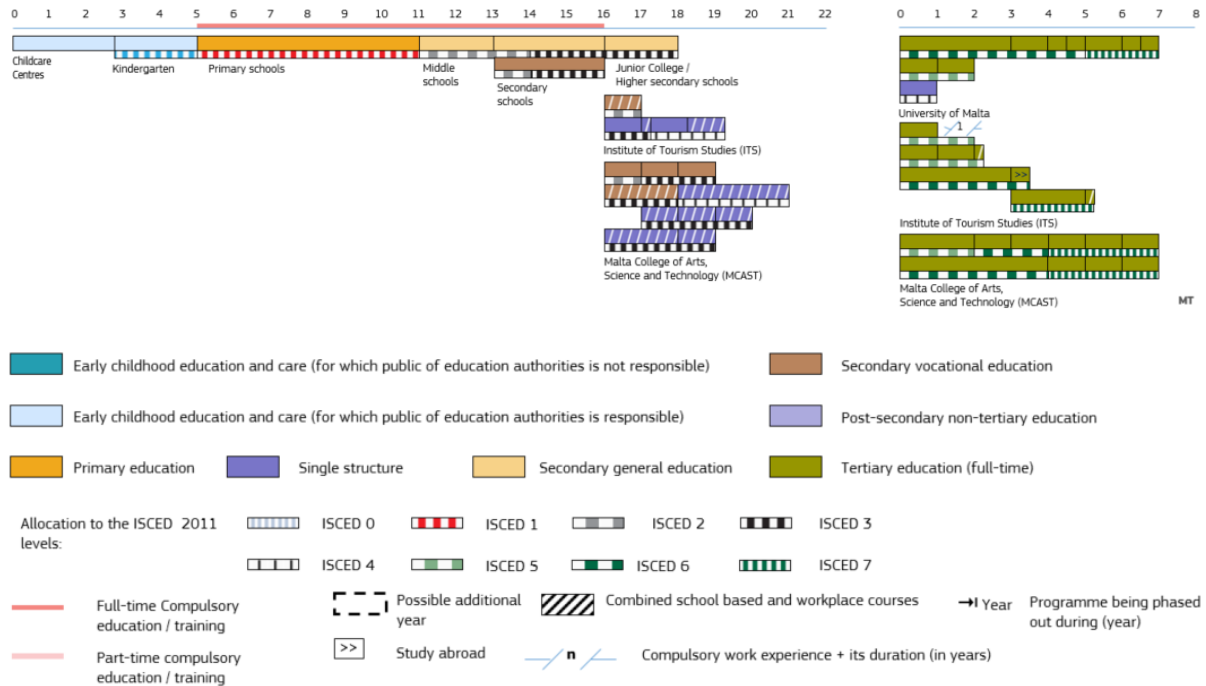 0 1 2 3 4 5 6 7 8 9 10 11 12 13 14 15 16 17 18 19 20 21 22
0 1 2 3 4 5 6 7 8
Childcare
Centres
Kindergarten
Primary schools
Middle
schools
Secondary
schools
Junior College /
Higher secondary schools
Institute of Tourism Studies (ITS)
Malta College of Arts,
Science and Technology (MCAST)
University of Malta
1
>>
Institute of Tourism Studies (ITS)
Malta College of Arts,
Science and Technology (MCAST)
MT
Early childhood education and care (for which public of education authorities is not responsible)
Secondary vocational education
Early childhood education and care (for which public of education authorities is responsible)
Post-secondary non-tertiary education
Primary education
Single structure
Secondary general education
Tertiary education (full-time)
Allocation to the ISCED 2011
levels:
ISCED 0
ISCED 1
ISCED 2
ISCED 3
ISCED 4
ISCED 5
ISCED 6
ISCED 7
Full-time Compulsory
education / training
Possible additional
year
Combined school based and workplace courses
Year
Programme being phased
out during (year)
Part-time compulsory
education / training
>>
Study abroad
n
Compulsory work experience + its duration (in years)